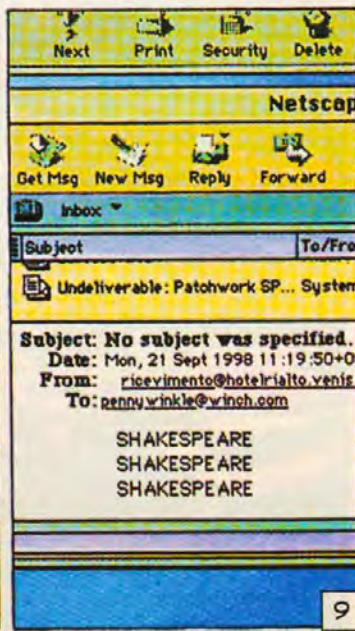 Next Print Security Delete
Netscap
Get Msg New Msg Reply Forward
Inbox
Subject To/Fro
Undeliverable: Patchwork SP... System
Subject: No subject was specified.
Date: Mon, 21 Sept 1998 11:19:50+0
From: ricevimento@hotelrialto.venis
To: pennywinkle@winch.com
SHAKESPEARE
SHAKESPEARE
SHAKESPEARE
9